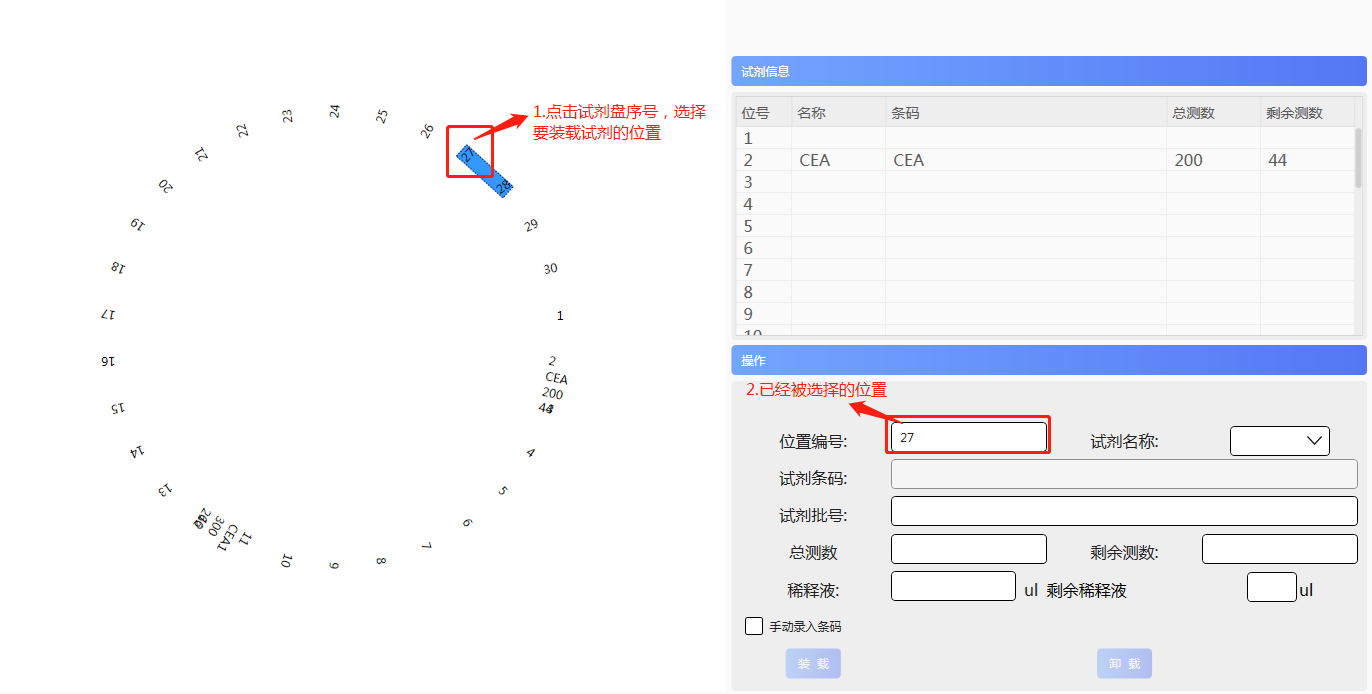 1.点击试剂盘序号，选择
要装载试剂的位置
23
24
25
26
22
27
21
28
20
29
19
30
18
1
17
16
2
CEA
200
44
15
4
14
5
13
6
11
CEA1
300
7
10
9
8
试剂信息
位号 名称 条码 总测数 剩余测数
1
2 CEA CEA 200 44
3
4
5
6
7
8
9
10
操作
2.已经被选择的位置
位置编号: 27 试剂名称:
试剂条码:
试剂批号:
总测数 剩余测数:
稀释液: ul 剩余稀释液 ul
手动录入条码
装 载 卸 载